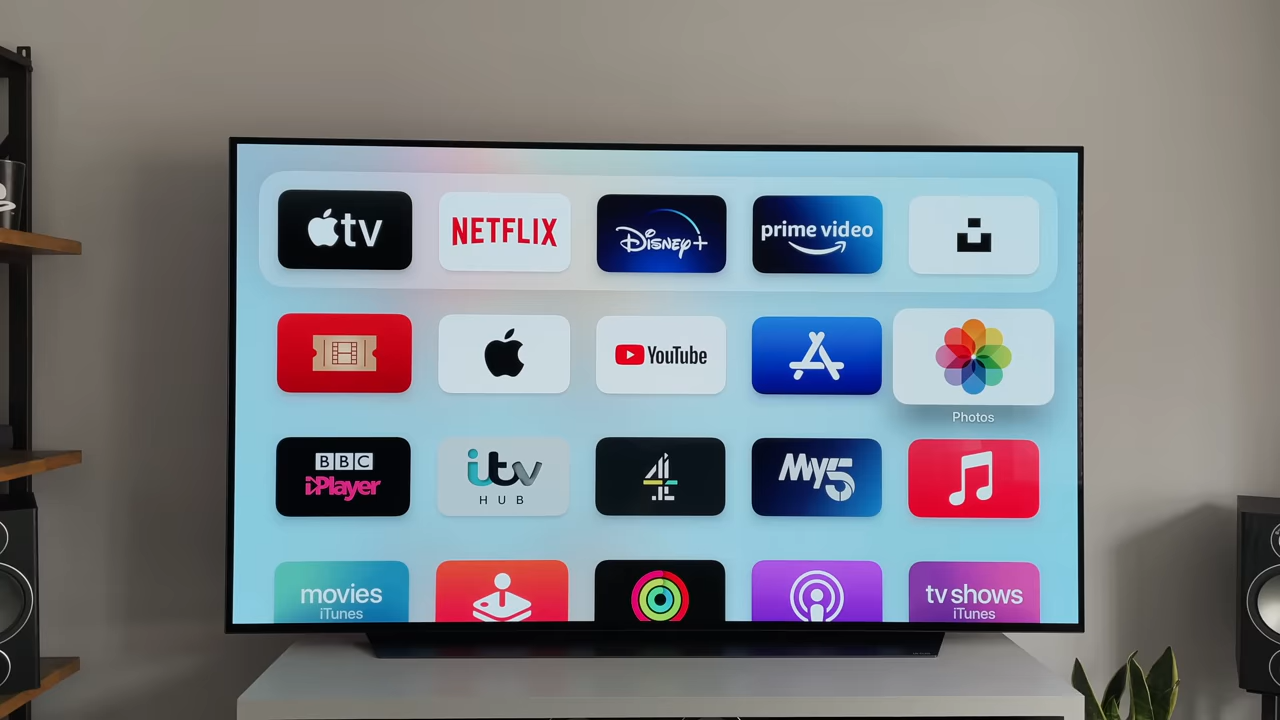 tv
NETFLIX
Disney+
prime video
YouTube
Photos
BBC
iPlayer
itv
HUB
4
My5
movies
iTunes
tv shows
iTunes